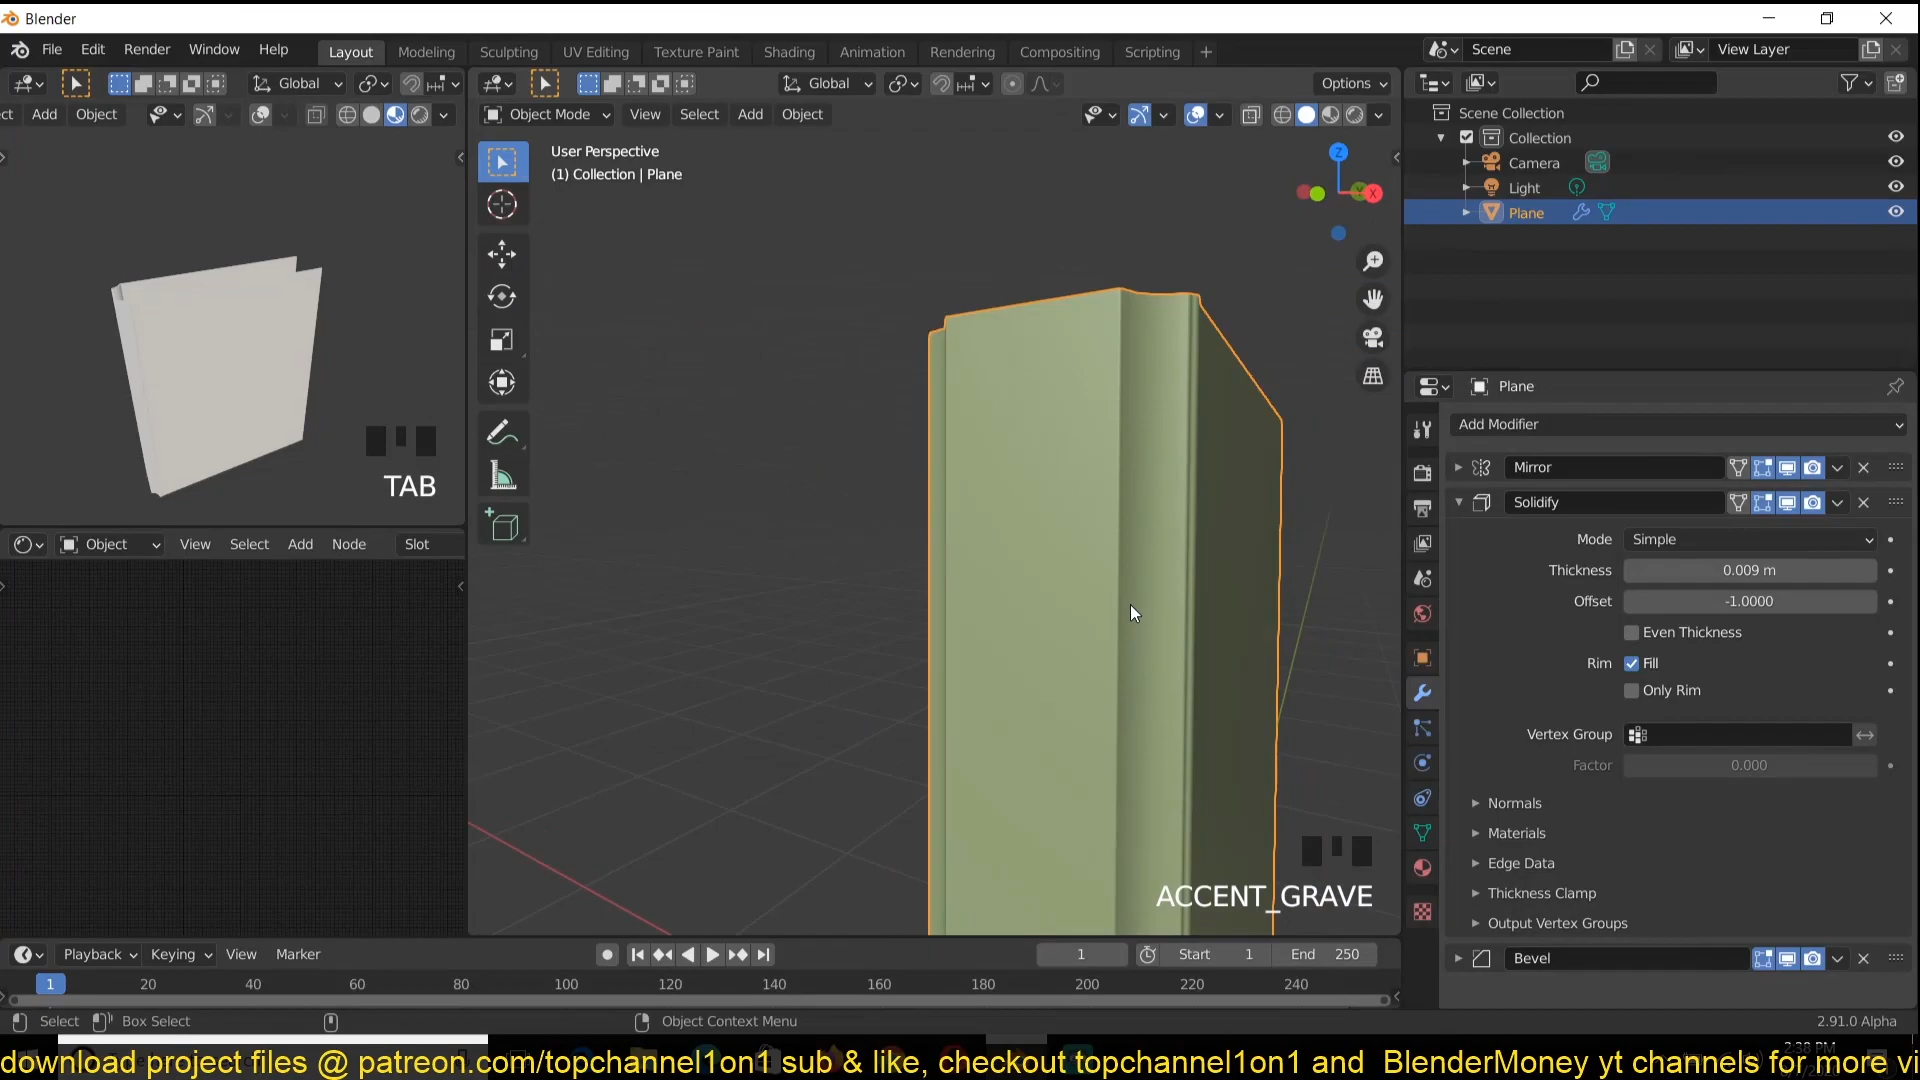 Blender
File Edit Render Window Help Layout Modeling Sculpting UV Editing Texture Paint Shading Animation Rendering Compositing Scripting + Scene View Layer
Global Global Options
Add Object Object Mode View Select Add Object
User Perspective
(1) Collection | Plane
Z
X
Scene Collection
Collection
Camera
Light
Plane
TAB
Object View Select Add Node Slot
ACCENT_GRAVE
Plane
Add Modifier
Mirror
Solidify
Mode Simple
Thickness 0.009 m
Offset -1.0000
Even Thickness
Rim Fill
Only Rim
Vertex Group
Factor 0.000
Normals
Materials
Edge Data
Thickness Clamp
Output Vertex Groups
Bevel
Playback Keying View Marker 1 Start 1 End 250
1 20 40 60 80 100 120 140 160 180 200 220 240
Select Box Select Object Context Menu 2.91.0 Alpha
download project files @ patreon.com/topchannel1on1 sub & like, checkout topchannel1on1 and BlenderMoney yt channels for more vi